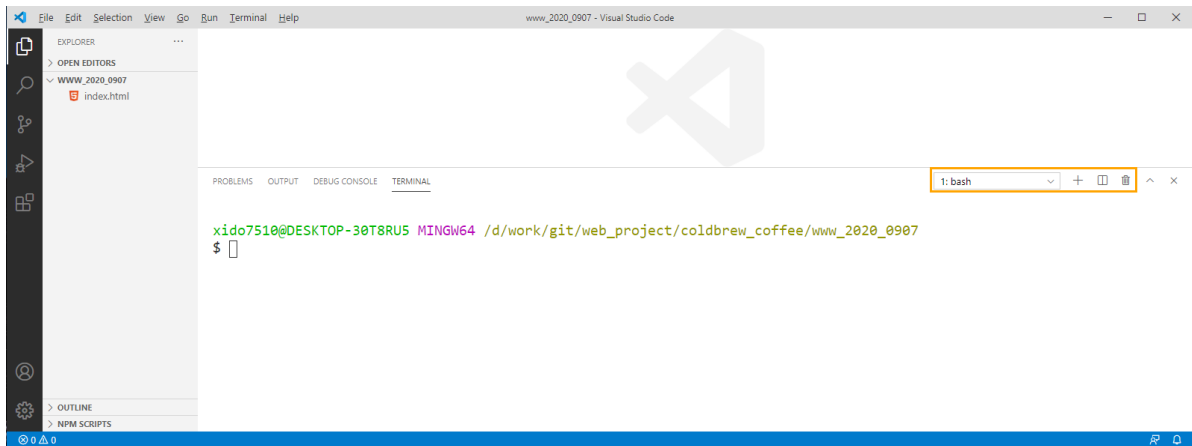 File Edit Selection View Go Run Terminal Help www_2020_0907 - Visual Studio Code
EXPLORER
OPEN EDITORS
WWW_2020_0907
index.html
PROBLEMS OUTPUT DEBUG CONSOLE TERMINAL 1: bash
xido7510@DESKTOP-30T8RU5 MINGW64 /d/work/git/web_project/coldbrew_coffee/www_2020_0907
$
OUTLINE
NPM SCRIPTS
0 0